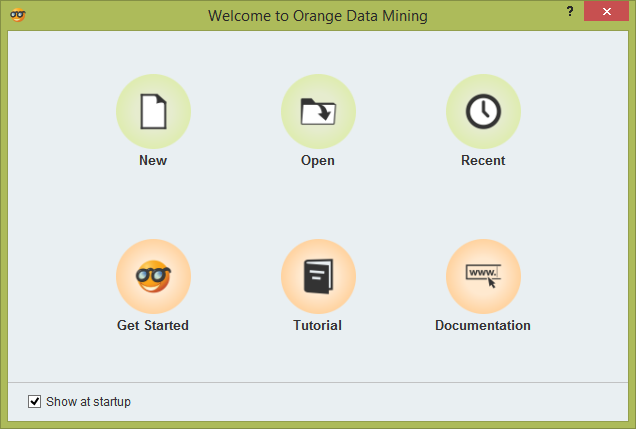 Welcome to Orange Data Mining
?
New Open Recent
www.
Get Started Tutorial Documentation
Show at startup